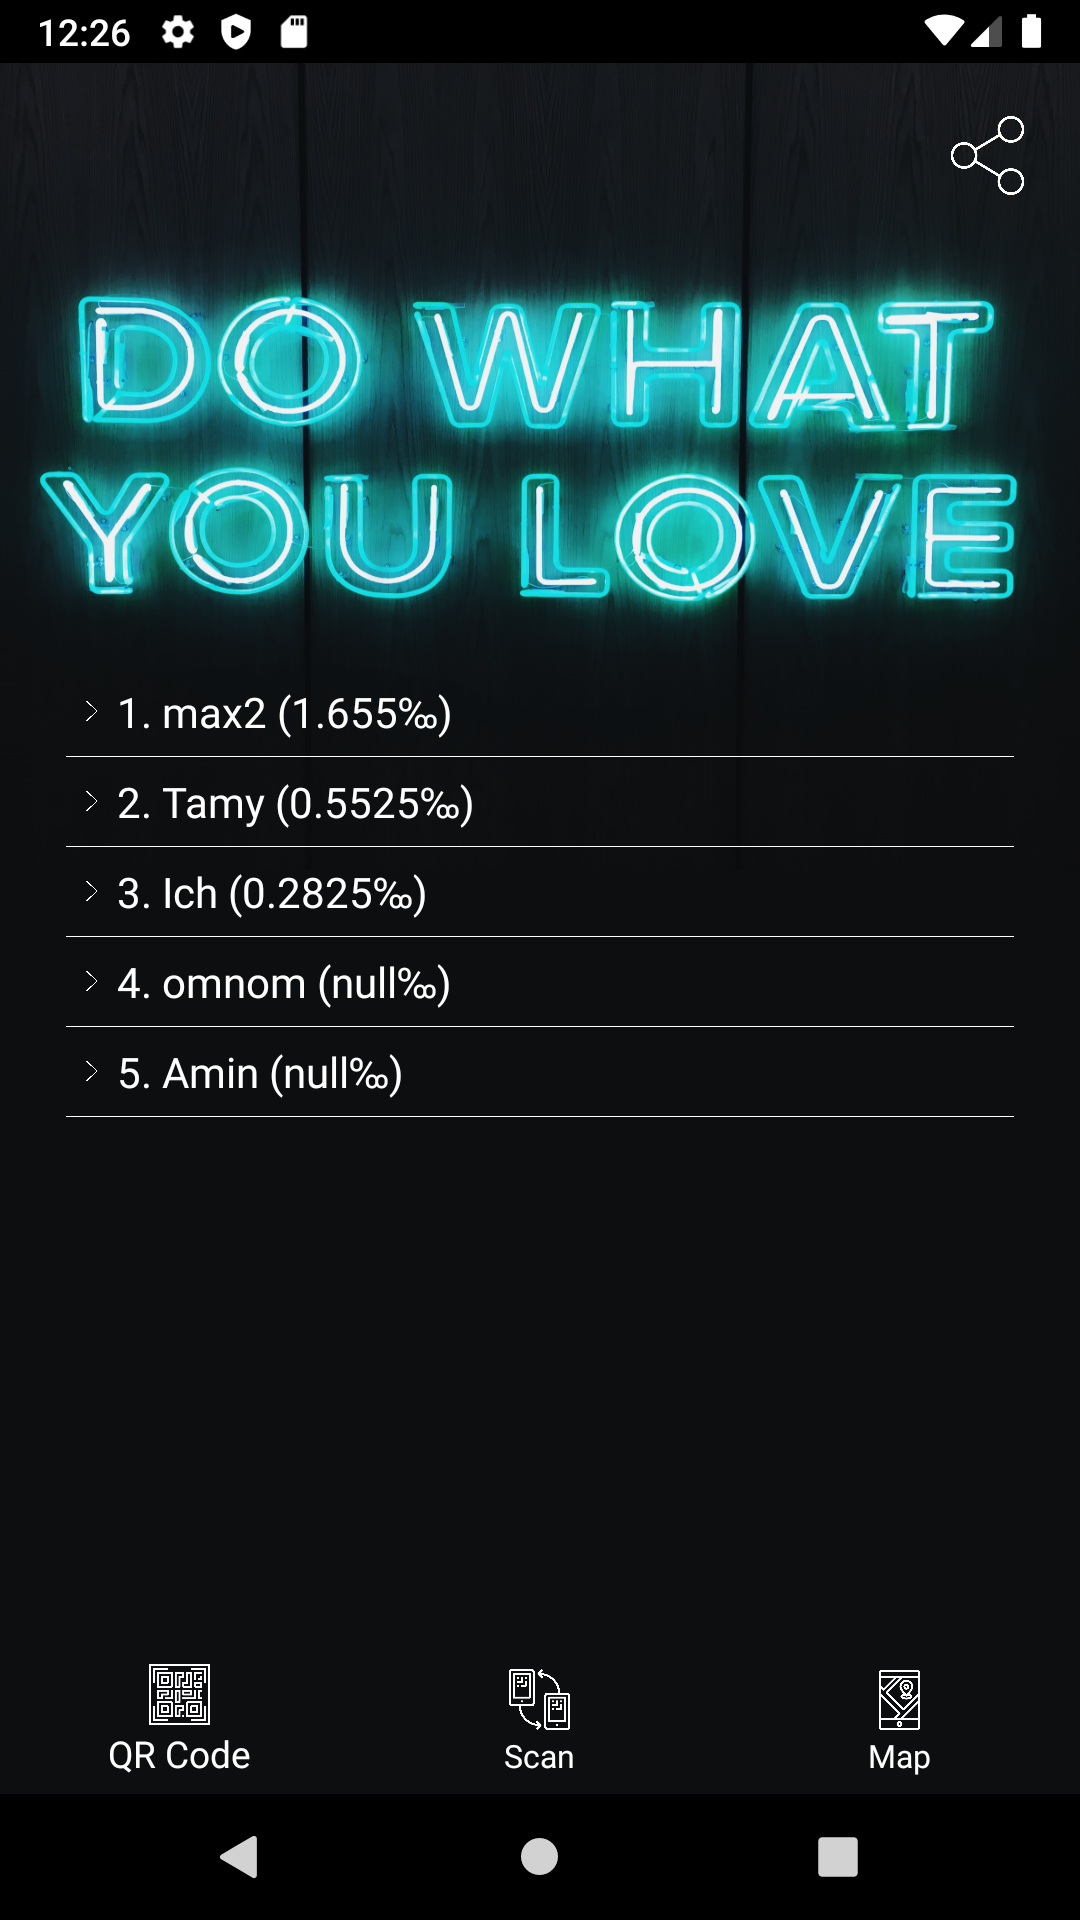 12:26
DO WHAT
YOU LOVE
1. max2 (1.655‰)
2. Tamy (0.5525‰)
3. Ich (0.2825‰)
4. omnom (null‰)
5. Amin (null‰)
QR Code
Scan
Map